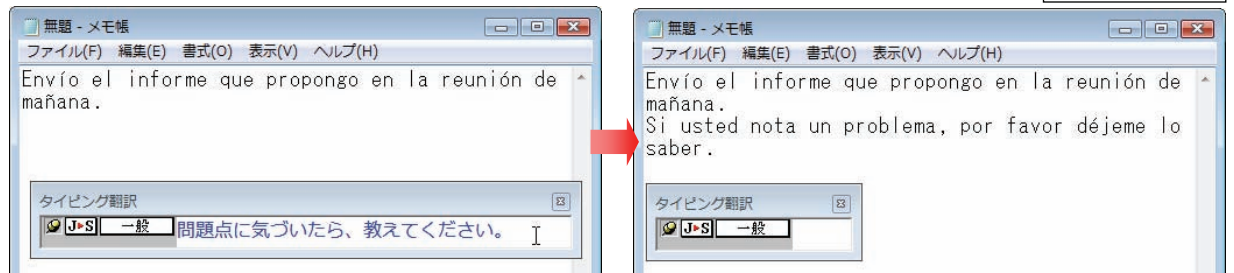 無題 - メモ帳
ファイル(F) 編集(E) 書式(O) 表示(V) ヘルプ(H)
Envío el informe que propongo en la reunión de
mañana.
タイピング翻訳
J▶S 一般 問題点に気づいたら、教えてください。
無題 - メモ帳
ファイル(F) 編集(E) 書式(O) 表示(V) ヘルプ(H)
Envío el informe que propongo en la reunión de
mañana.
Si usted nota un problema, por favor déjeme lo
saber.
タイピング翻訳
J▶S 一般